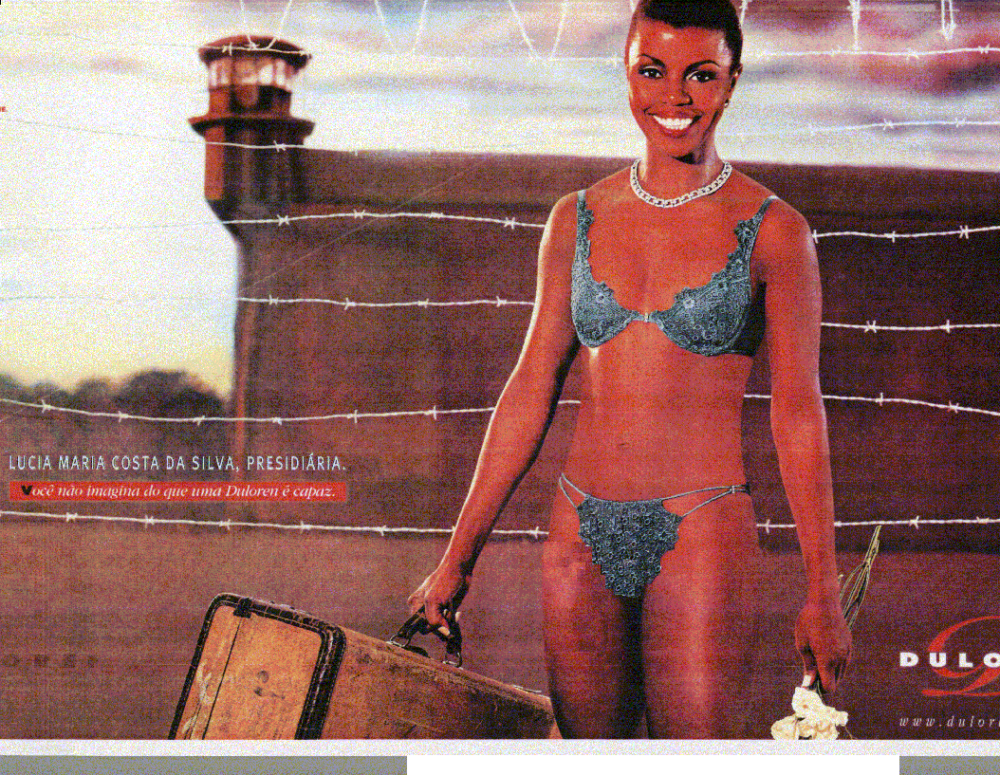 LUCIA MARIA COSTA DA SILVA, PRESIDIÁRIA.
Você não imagina do que uma Duloren é capaz.
DULO
www.dulor